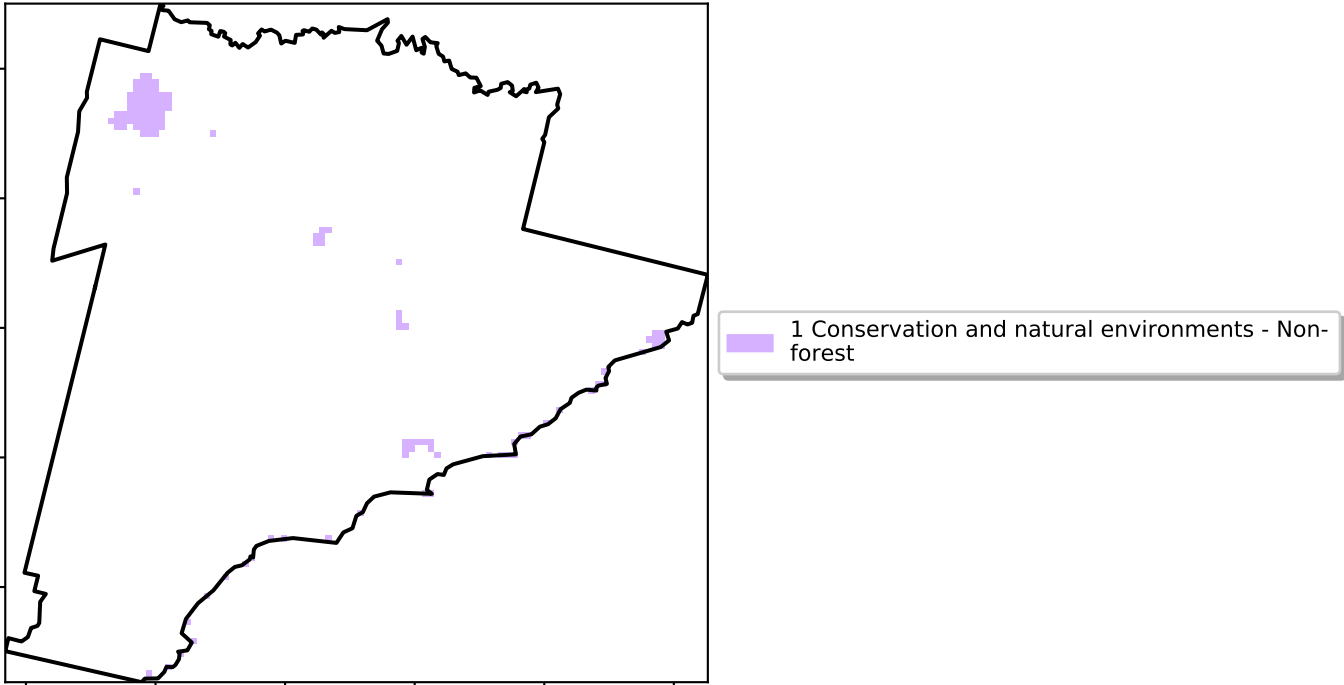 1 Conservation and natural environments - Non-
forest